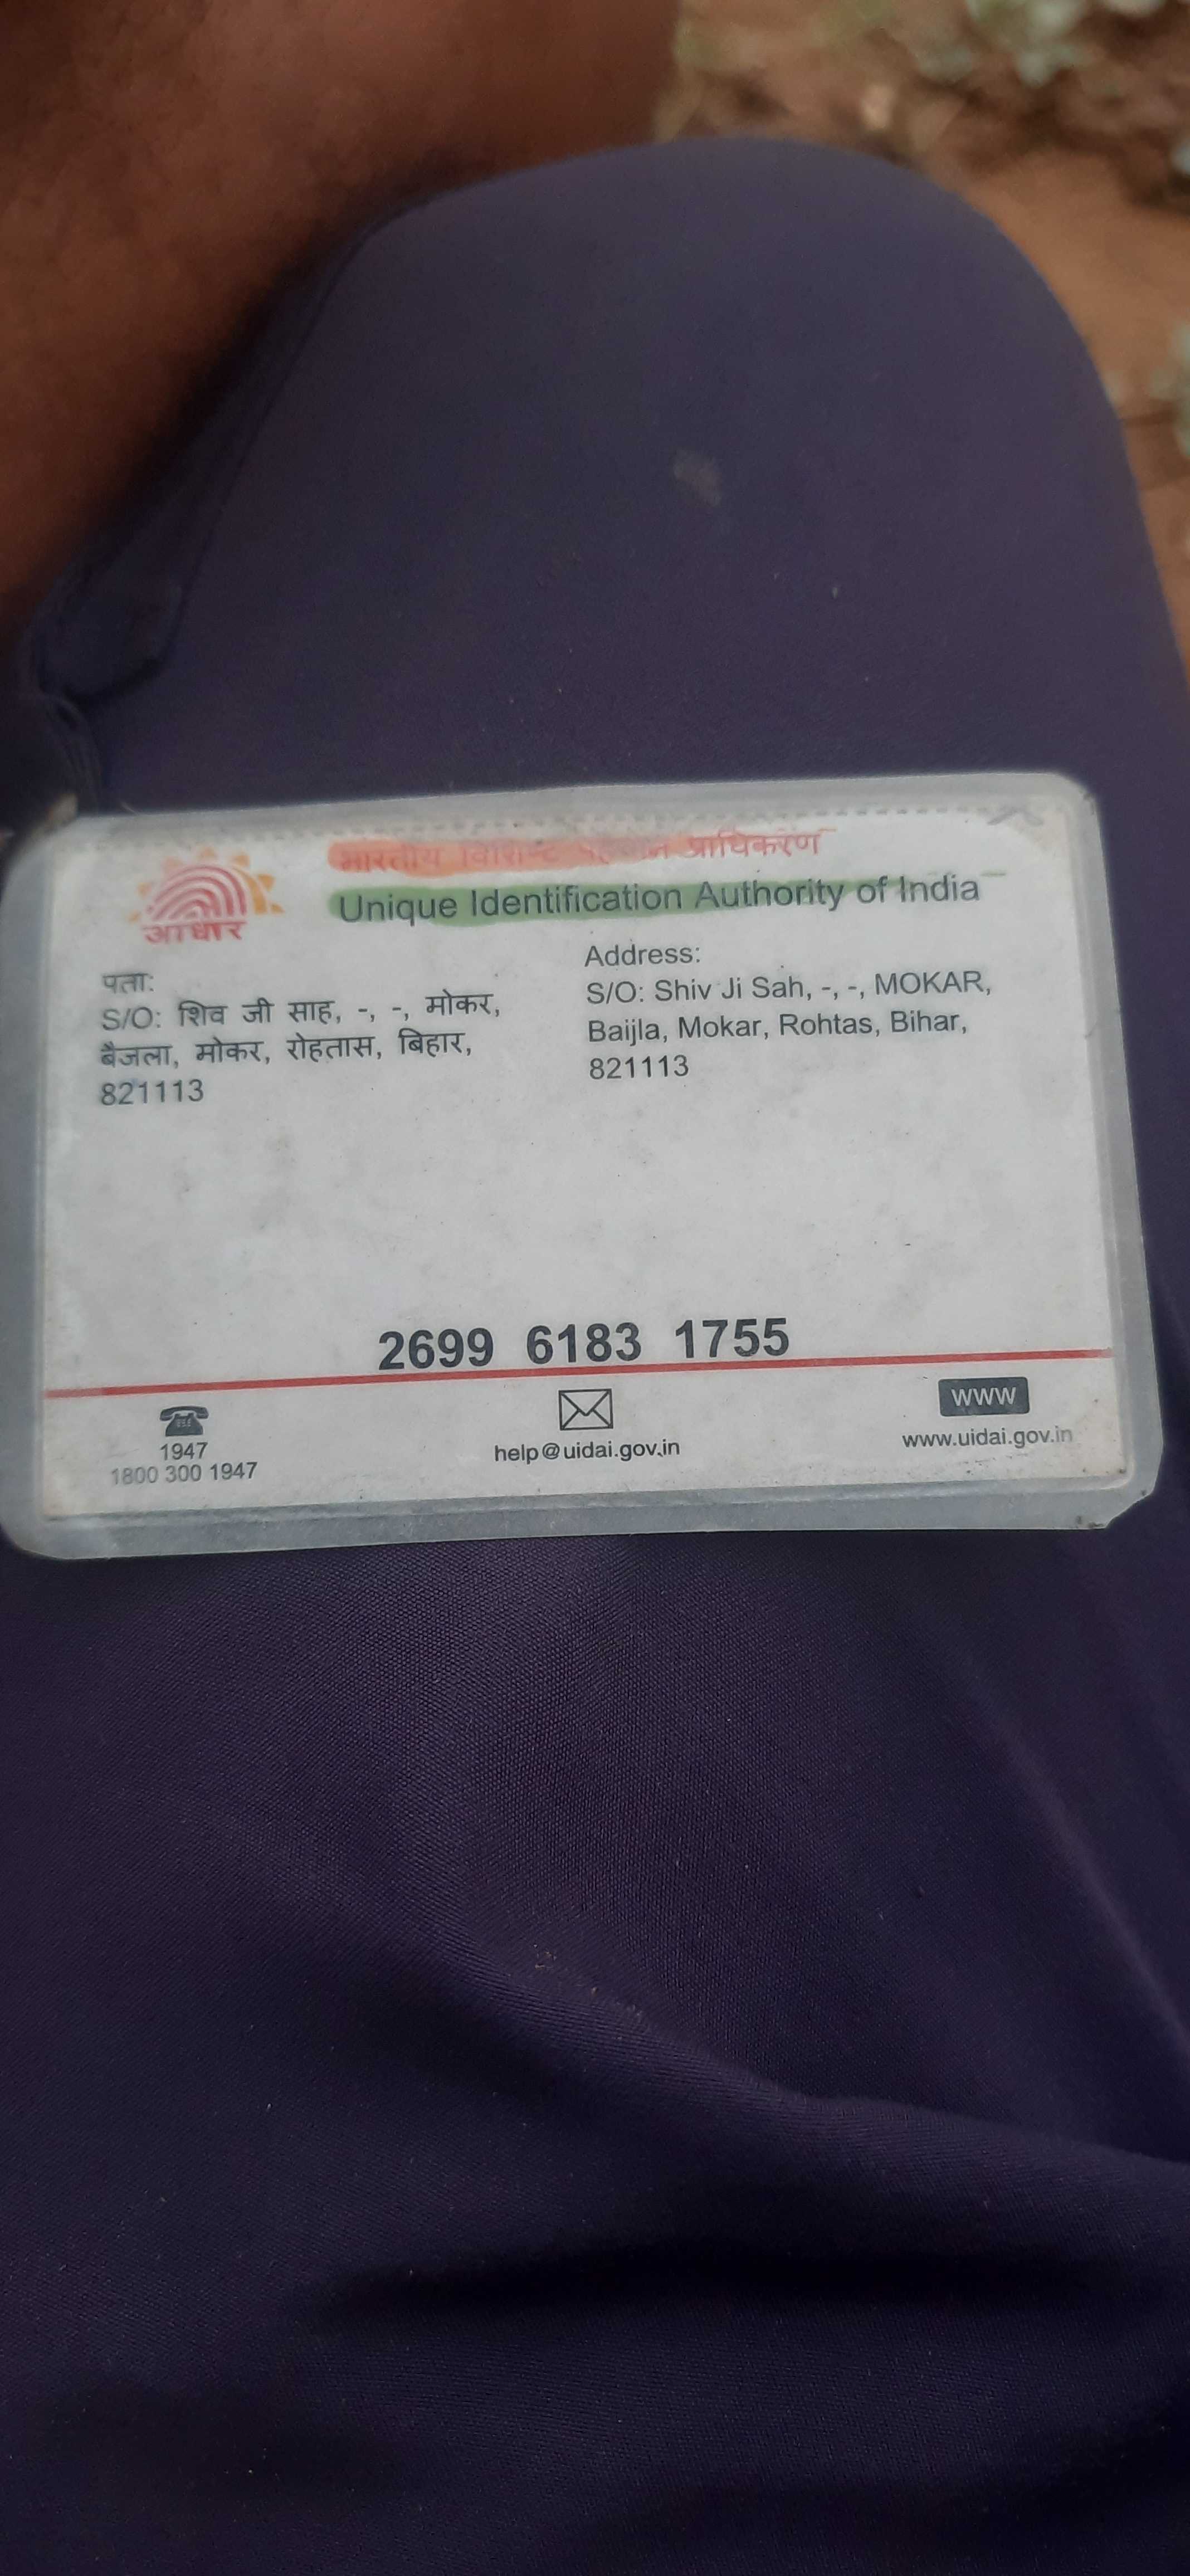 भारतीय विशिष्ट पहचान प्राधिकरण
Unique Identification Authority of India
आधार
पता:
S/O: शिव जी साह, -, -, मोकर,
बैजला, मोकर, रोहतास, बिहार,
821113
Address:
S/O: Shiv Ji Sah, -, -, MOKAR,
Baijla, Mokar, Rohtas, Bihar,
821113
2699 6183 1755
1947
1800 300 1947
help@uidai.gov.in
WWW
www.uidai.gov.in